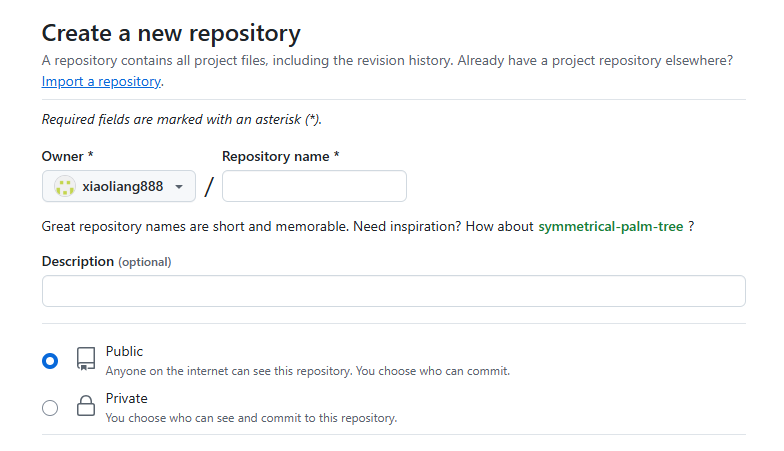 Create a new repository
A repository contains all project files, including the revision history. Already have a project repository elsewhere?
Import a repository.
Required fields are marked with an asterisk (*).
Owner *
Repository name *
xiaoliang888
/
Great repository names are short and memorable. Need inspiration? How about symmetrical-palm-tree ?
Description (optional)
Public
Anyone on the internet can see this repository. You choose who can commit.
Private
You choose who can see and commit to this repository.